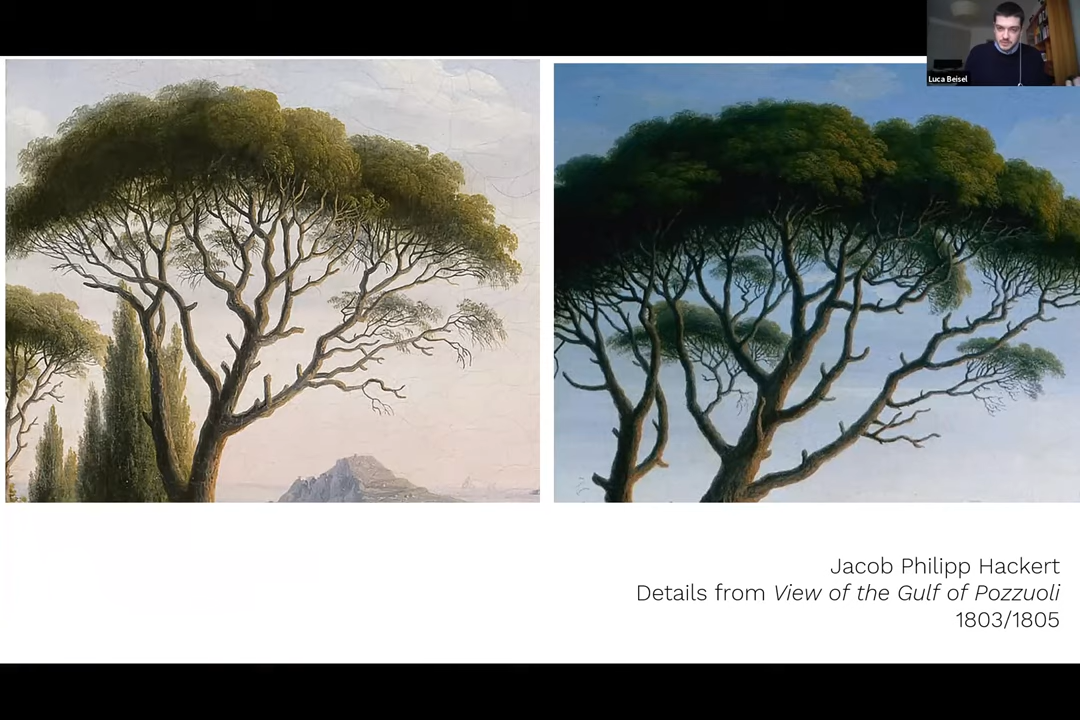 Luca Beisel
Jacob Philipp Hackert
Details from View of the Gulf of Pozzuoli
1803/1805